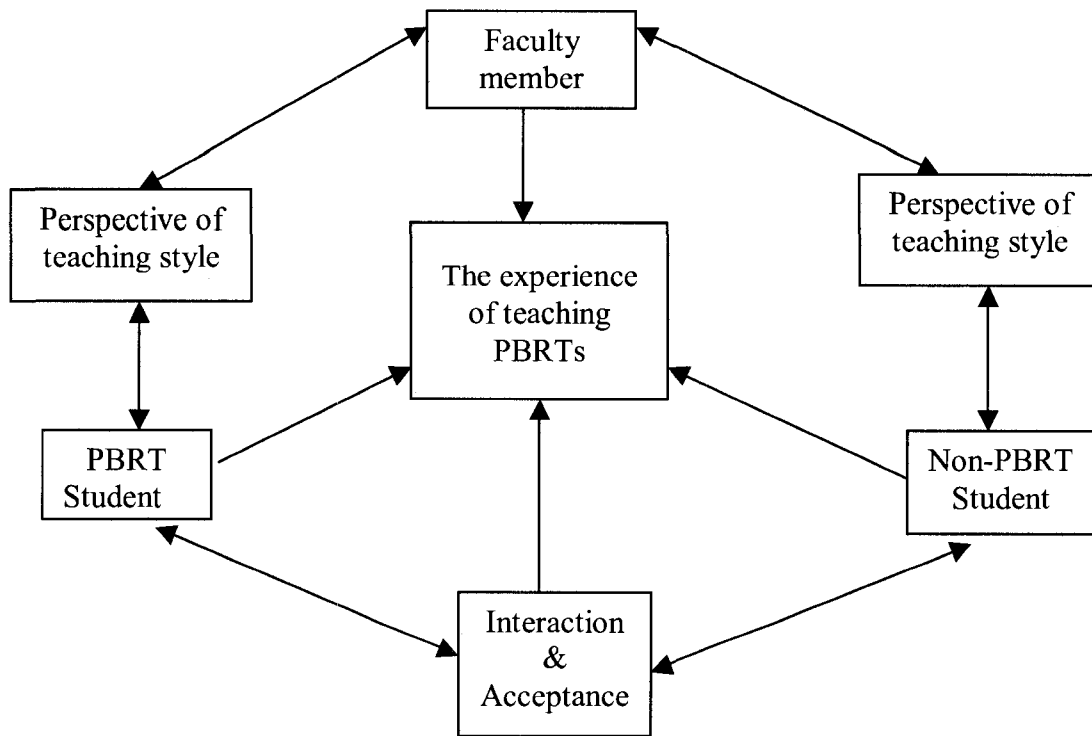 Faculty
member
Perspective of
teaching style
Perspective of
teaching style
The experience
of teaching
PBRTs
PBRT
Student
Non-PBRT
Student
Interaction
&
Acceptance